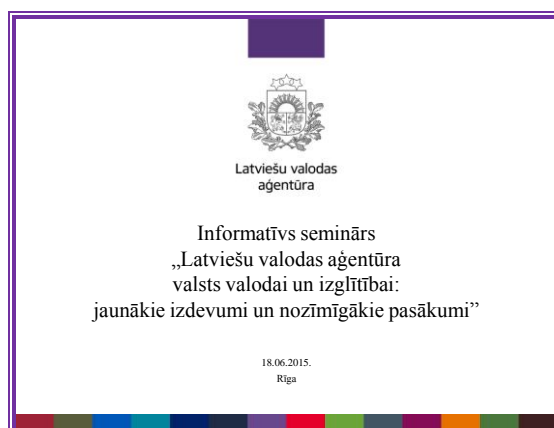 Latviešu valodas
aģentūra
Informatīvs seminārs
„Latviešu valodas aģentūra
valsts valodai un izglītībai:
jaunākie izdevumi un nozīmīgākie pasākumi”
18.06.2015.
Rīga